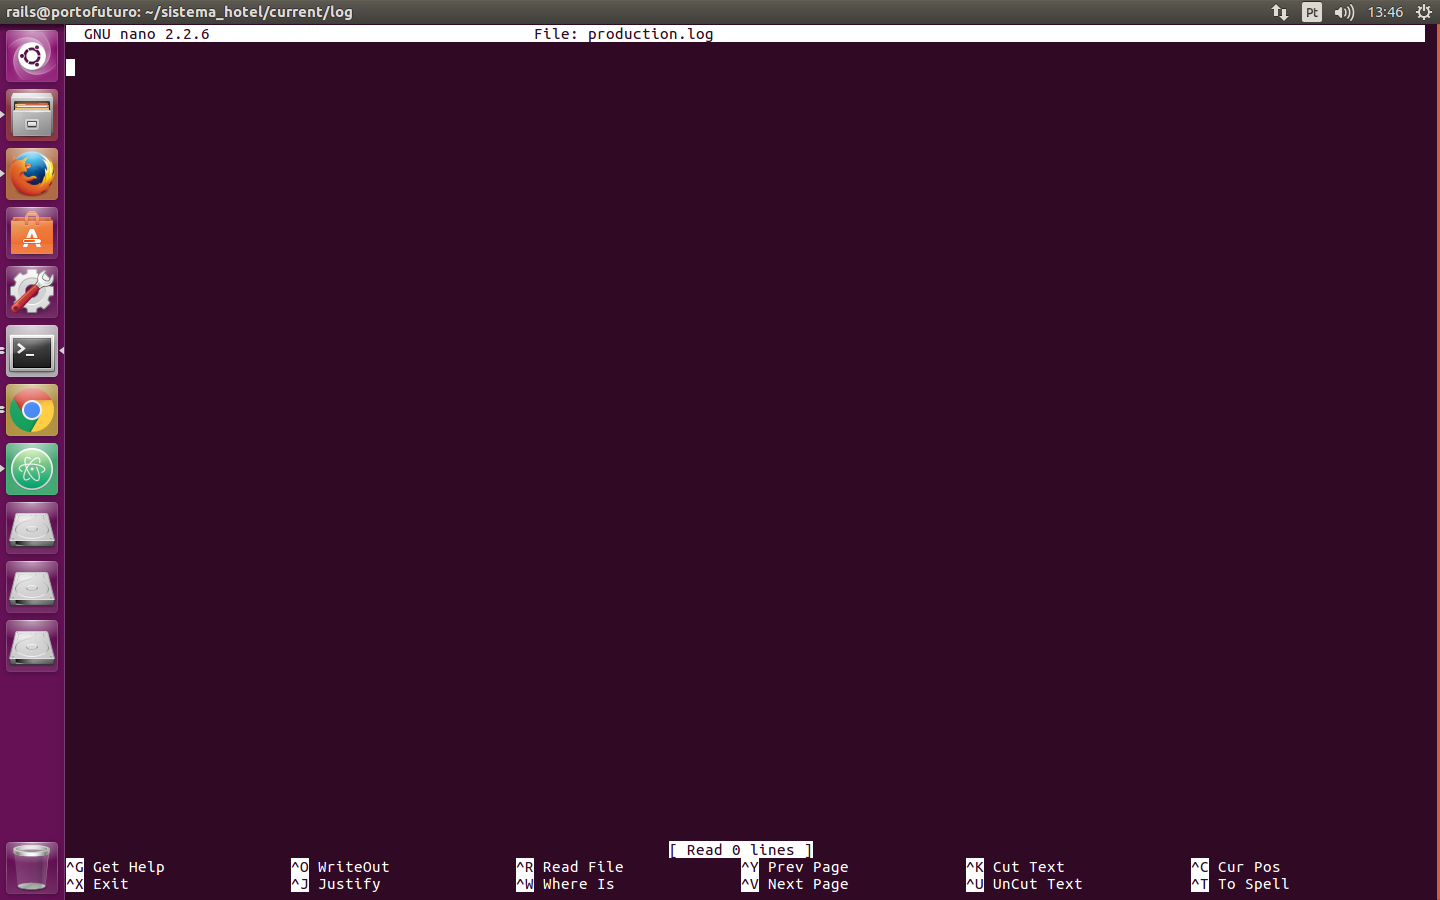 rails@portofuturo: ~/sistema_hotel/current/log Pt 13:46
GNU nano 2.2.6 File: production.log
[ Read 0 lines ]
^G Get Help ^O WriteOut ^R Read File ^Y Prev Page ^K Cut Text ^C Cur Pos
^X Exit ^J Justify ^W Where Is ^V Next Page ^U UnCut Text ^T To Spell